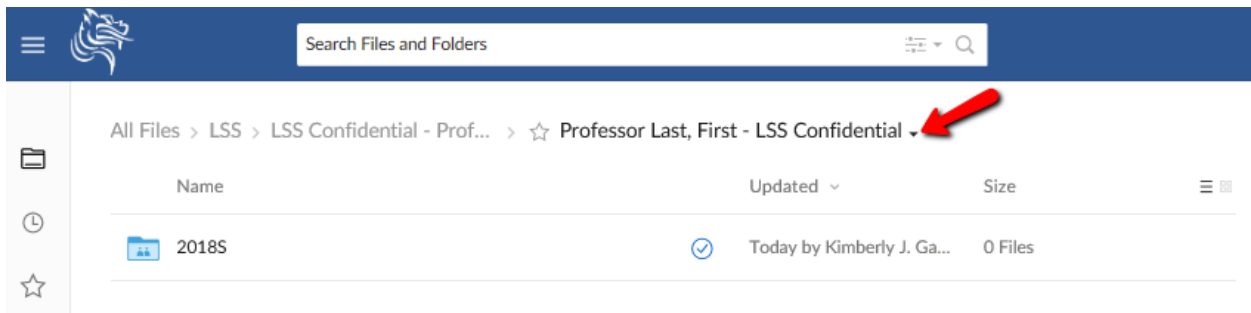 Search Files and Folders
All Files > LSS > LSS Confidential - Prof... > Professor Last, First - LSS Confidential
Name Updated Size
2018S Today by Kimberly J. Ga... 0 Files